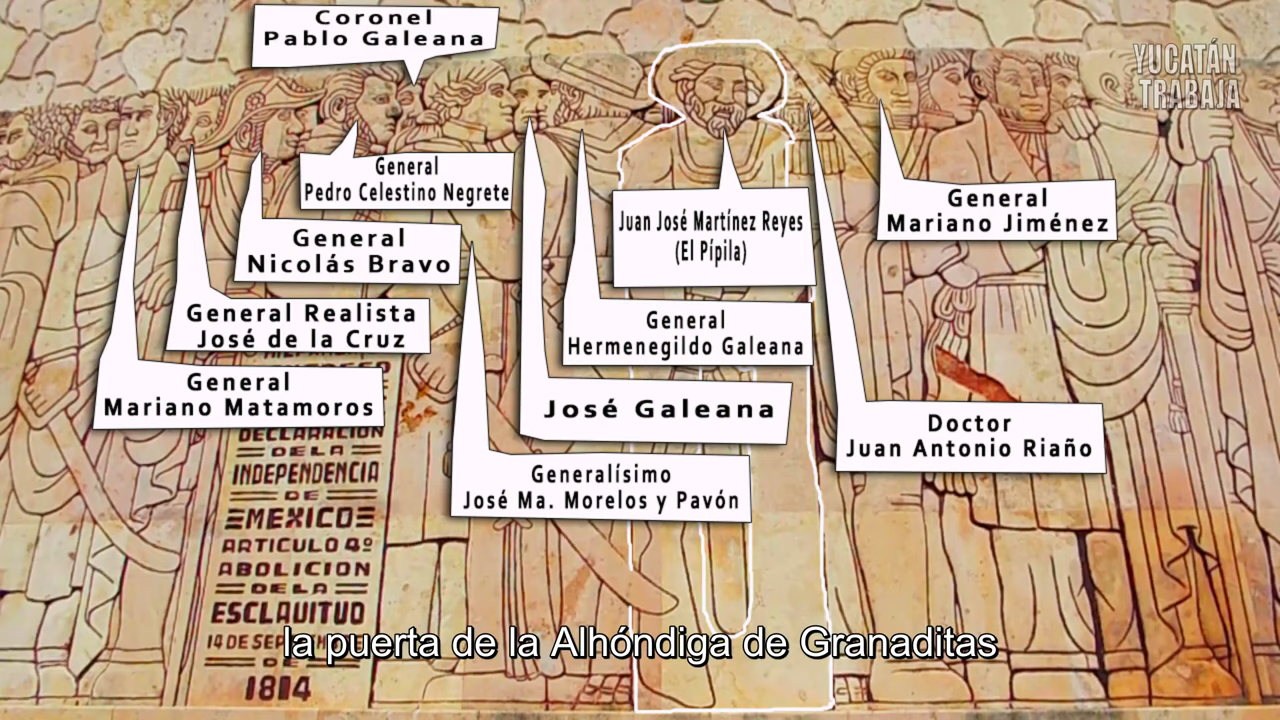 Coronel
Pablo Galeana
YUCATÁN
TRABAJA
General
Pedro Celestino Negrete
General
Mariano Jiménez
Juan José Martínez Reyes
(El Pípila)
General
Nicolás Bravo
General Realista
José de la Cruz
General
Hermenegildo Galeana
General
Mariano Matamoros
José Galeana
Doctor
Juan Antonio Riaño
Generalísimo
José Ma. Morelos y Pavón
DECLARACION
DE LA
INDEPENDENCIA
DE
MEXICO
ARTICULO 4º
ABOLICION
DE LA
ESCLAVITUD
14 DE
DE
1814
la puerta de la Alhóndiga de Granaditas